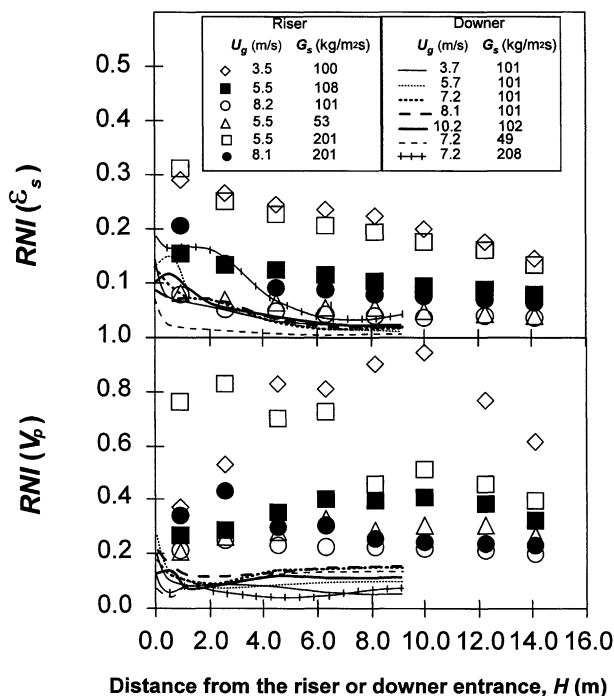 Riser Downer
Ug (m/s) Gs (kg/m2s) Ug (m/s) Gs (kg/m2s)
3.5 100 3.7 101
5.5 108 5.7 101
8.2 101 7.2 101
5.5 53 8.1 101
5.5 201 10.2 102
8.1 201 7.2 49
7.2 208
RNI (εs)
0.5
0.4
0.3
0.2
0.1
1.0
RNI (Vp)
0.8
0.6
0.4
0.2
0.0
0.0 2.0 4.0 6.0 8.0 10.0 12.0 14.0 16.0
Distance from the riser or downer entrance, H (m)